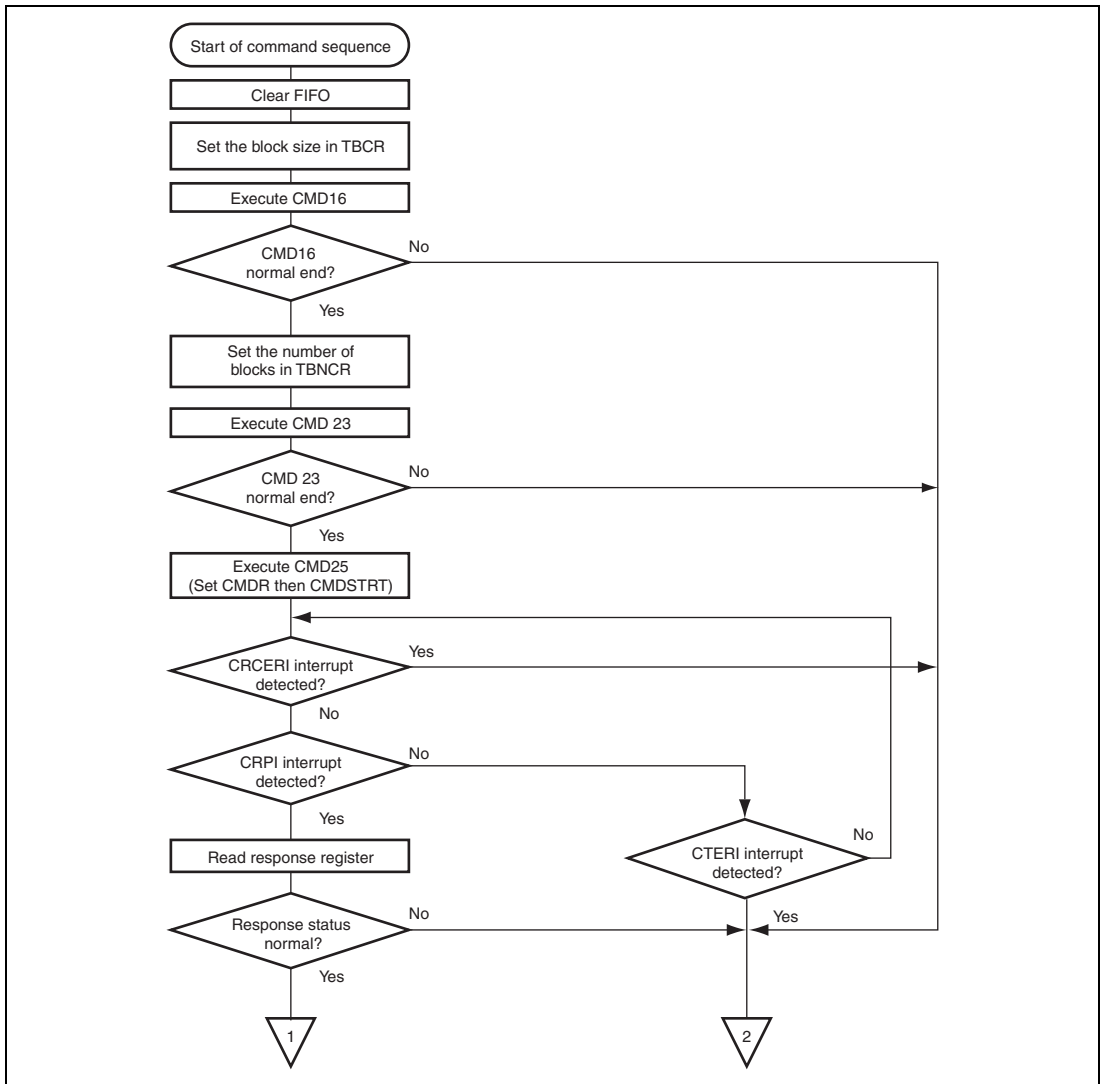 Start of command sequence
Clear FIFO
Set the block size in TBCR
Execute CMD16
CMD16
normal end?
No
Yes
Set the number of
blocks in TBNCR
Execute CMD 23
CMD 23
normal end?
No
Yes
Execute CMD25
(Set CMDR then CMDSTRT)
CRCERI interrupt
detected?
Yes
No
CRPI interrupt
detected?
No
Yes
CTERI interrupt
detected?
No
Yes
Read response register
Response status
normal?
No
Yes
1
2